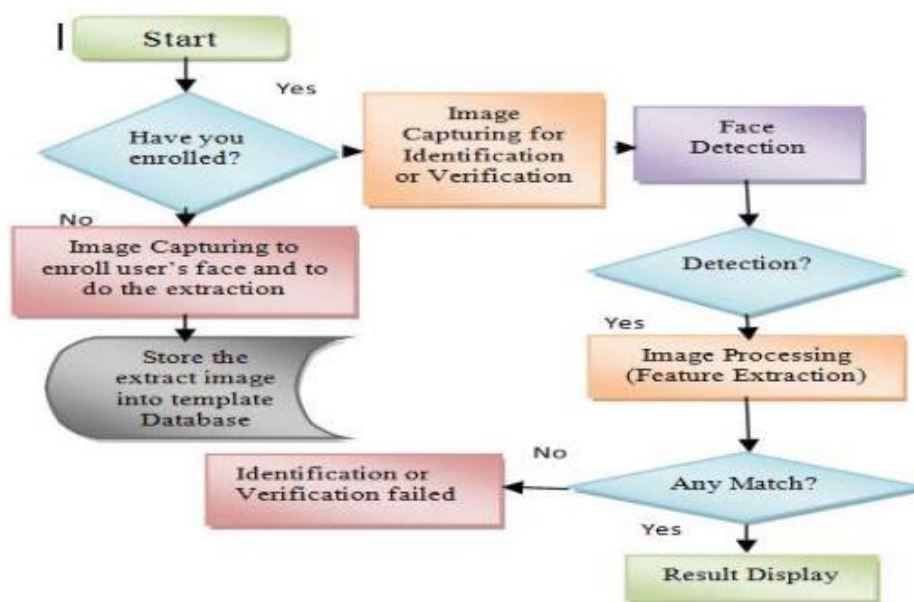 Start
Yes
Have you
enrolled?
Image
Capturing for
Identification
or Verification
Face
Detection
No
Image Capturing to
enroll user's face and to
do the extraction
Detection?
Yes
Store the
extract image
into template
Database
Image Processing
(Feature Extraction)
No
Identification or
Verification failed
Any Match?
Yes
Result Display